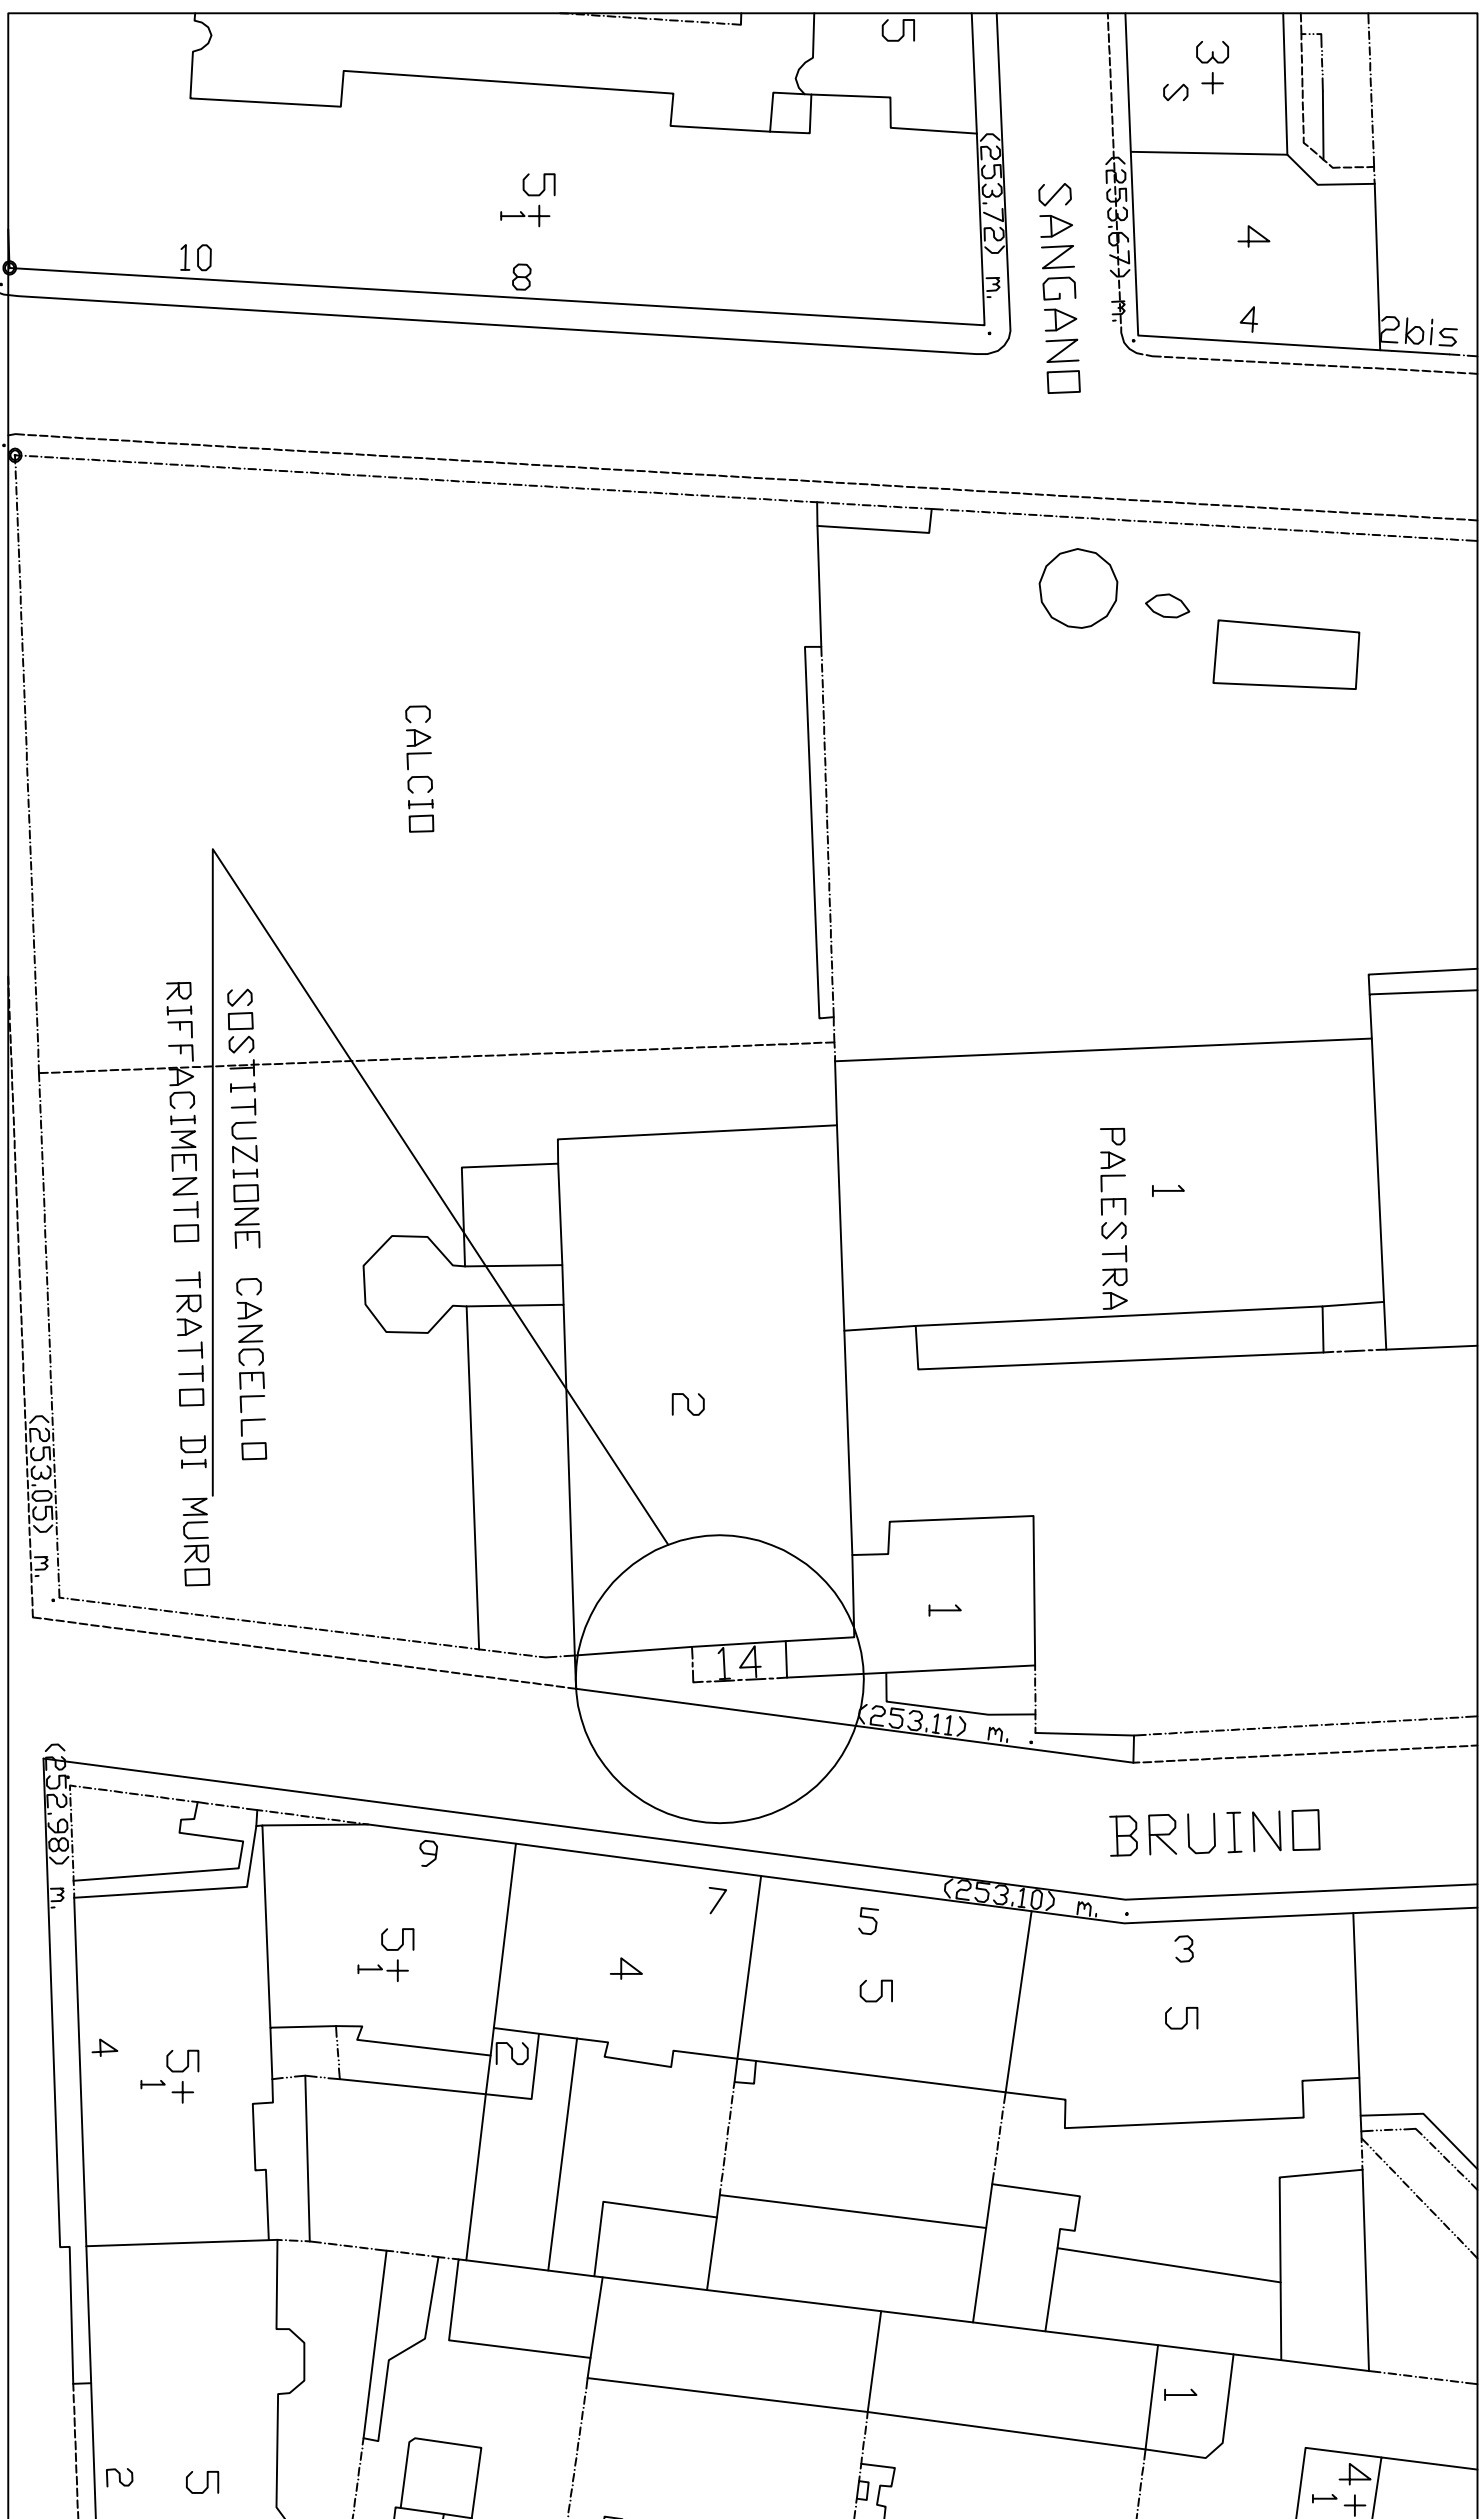 5
3+
S
(253.72) m.
SANGANO
(253.67) m.
5+
1
10
8
4
4
2bis
CALCIO
SOSTITUZIONE CANCELLO
RIFFACIMENTO TRATTO DI MURO
PALESTRA
1
2
(253.05) m.
1
14
(253.11) m.
BRUINO
(252.98) m.
9
7
(253.10) m.
5
3
5+
1
4
5
5
4
5+
1
2
1
2
5
4+
1